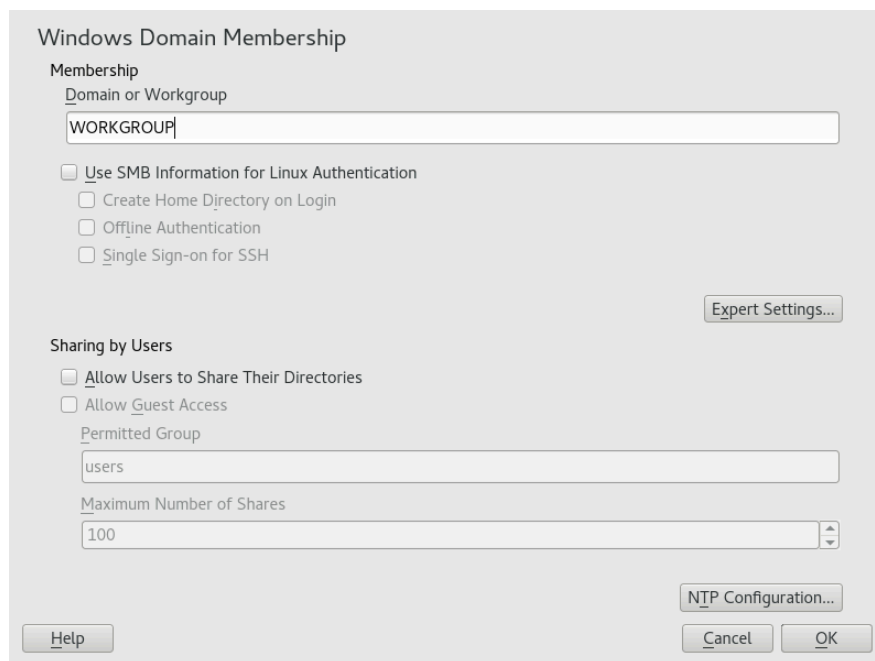 Windows Domain Membership
Membership
Domain or Workgroup
WORKGROUP
Use SMB Information for Linux Authentication
Create Home Directory on Login
Offline Authentication
Single Sign-on for SSH
Expert Settings...
Sharing by Users
Allow Users to Share Their Directories
Allow Guest Access
Permitted Group
users
Maximum Number of Shares
100
NTP Configuration...
Help Cancel OK